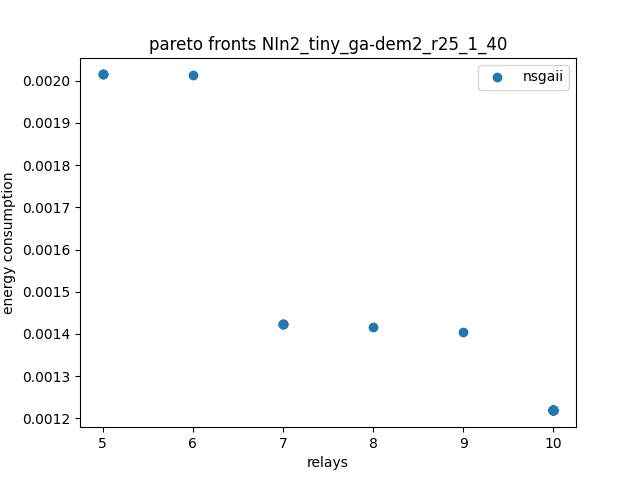 pareto fronts NIn2_tiny_ga-dem2_r25_1_40
nsgaii
0.0020
0.0019
0.0018
0.0017
0.0016
0.0015
0.0014
0.0013
0.0012
energy consumption
5 6 7 8 9 10
relays